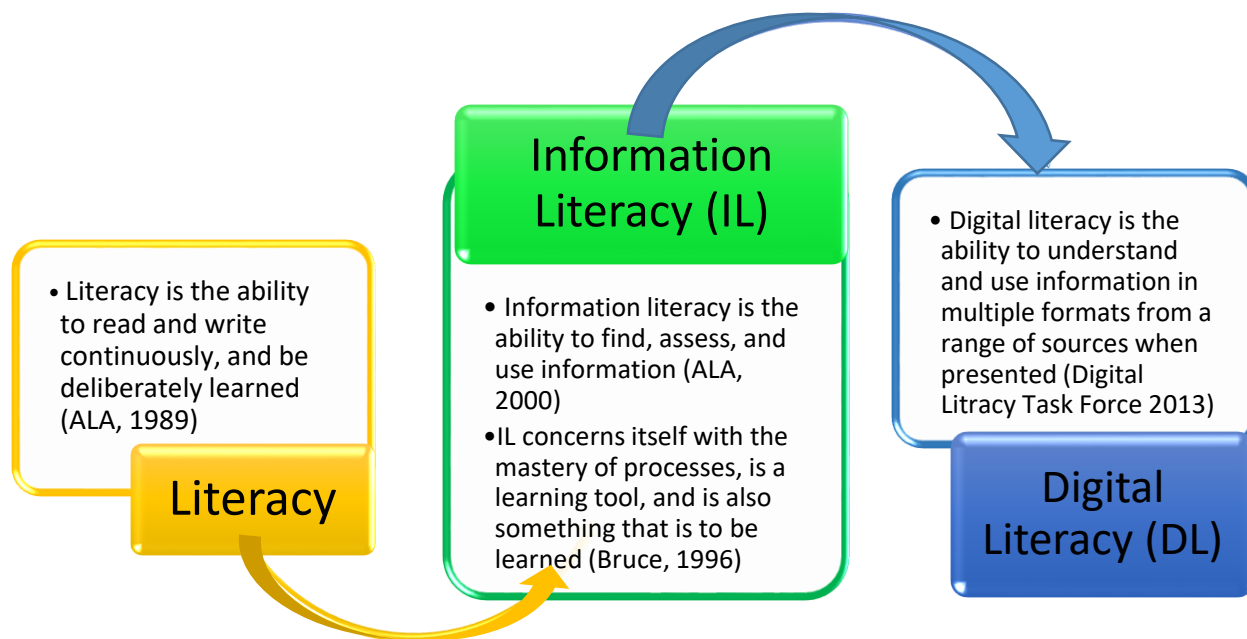 • Literacy is the ability
to read and write
continuously, and be
deliberately learned
(ALA, 1989)
Literacy
Information
Literacy (IL)
• Information literacy is the
ability to find, assess, and
use information (ALA,
2000)
•IL concerns itself with the
mastery of processes, is a
learning tool, and is also
something that is to be
learned (Bruce, 1996)
• Digital literacy is the
ability to understand
and use information in
multiple formats from a
range of sources when
presented (Digital
Litracy Task Force 2013)
Digital
Literacy (DL)